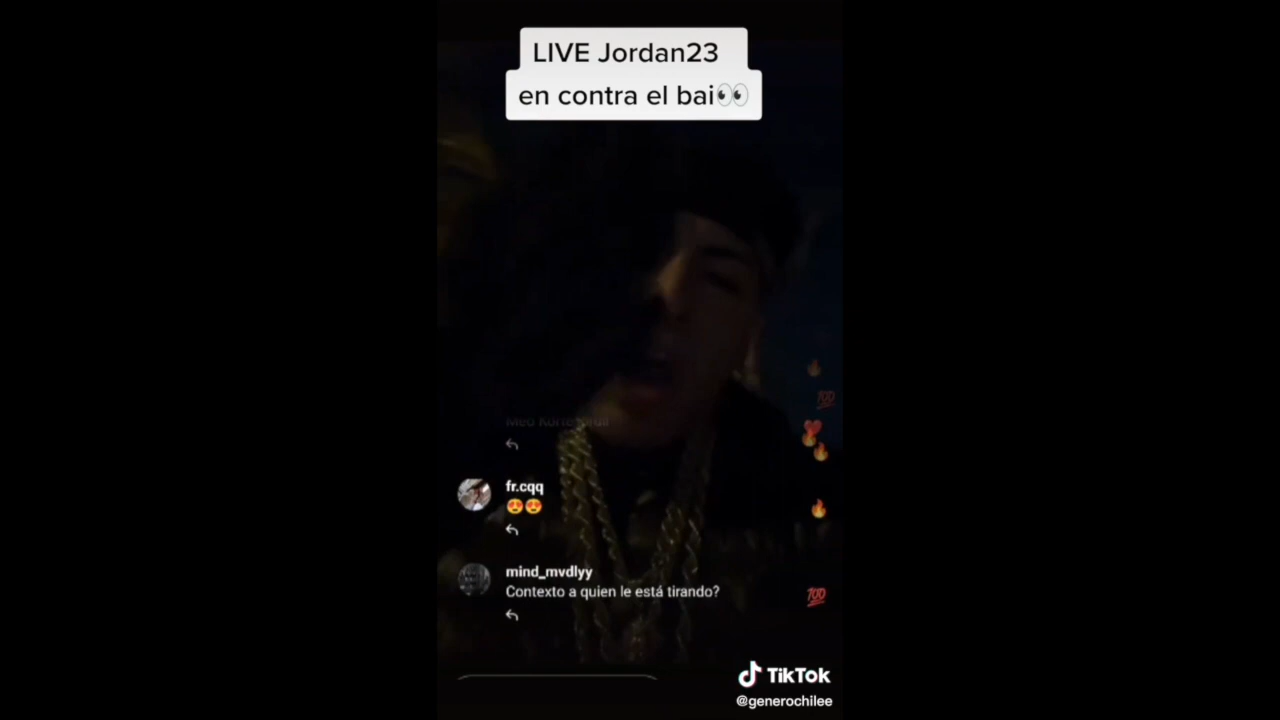 LIVE Jordan23
en contra el bai👀
fr.cqq
😍😍
mind_mvdlyy
Contexto a quien le está tirando?
TikTok
@generochilee